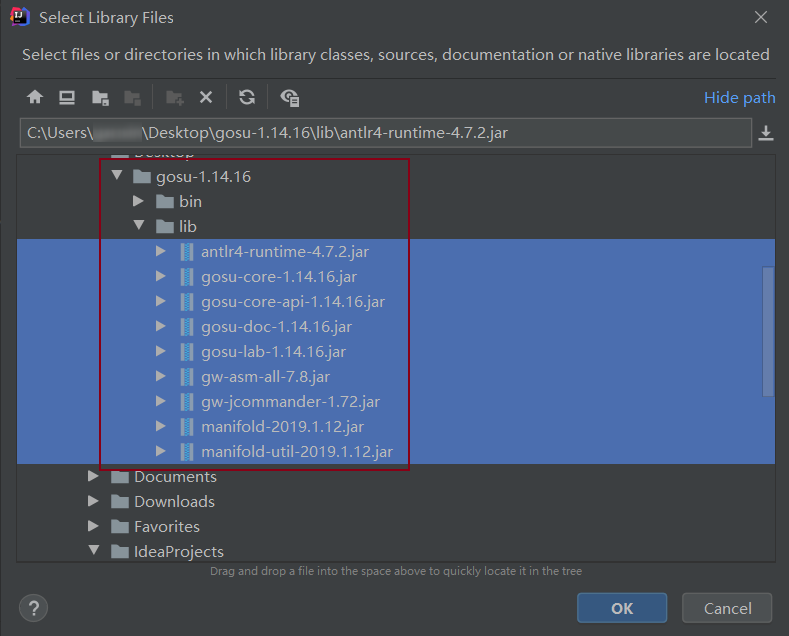 Select Library Files
Select files or directories in which library classes, sources, documentation or native libraries are located
Hide path
C:\Users\ \Desktop\gosu-1.14.16\lib\antlr4-runtime-4.7.2.jar
Desktop
gosu-1.14.16
bin
lib
antlr4-runtime-4.7.2.jar
gosu-core-1.14.16.jar
gosu-core-api-1.14.16.jar
gosu-doc-1.14.16.jar
gosu-lab-1.14.16.jar
gw-asm-all-7.8.jar
gw-jcommander-1.72.jar
manifold-2019.1.12.jar
manifold-util-2019.1.12.jar
Documents
Downloads
Favorites
IdeaProjects
Drag and drop a file into the space above to quickly locate it in the tree
?
OK
Cancel